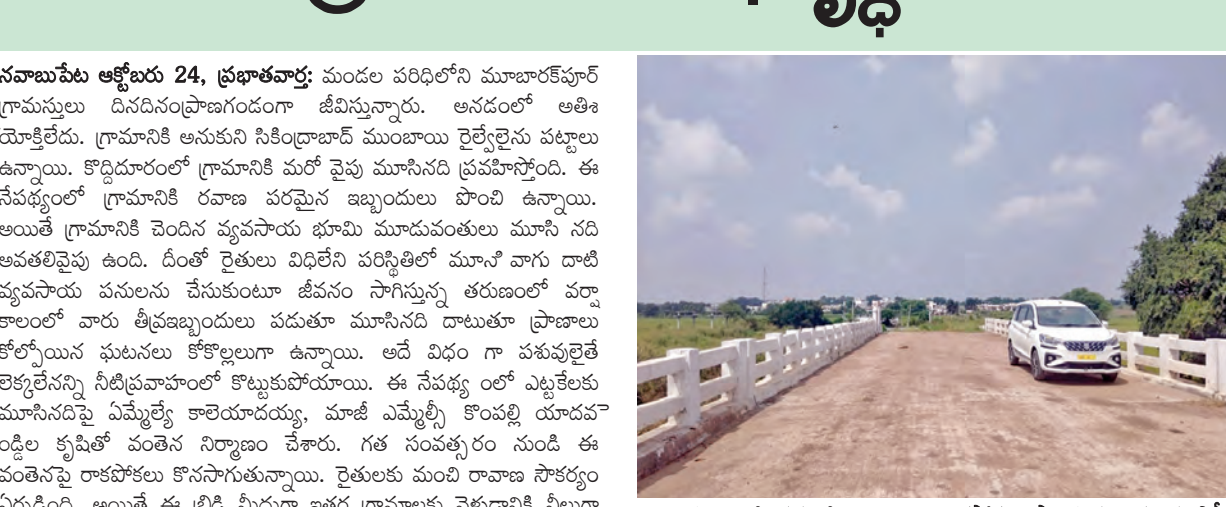 నవాబుపేట ఆక్టోబరు 24, ప్రభాతవార్త: మండల పరిధిలోని మూబారక్‌పూర్
గ్రామస్తులు దినదినంప్రాణగండంగా జీవిస్తున్నారు. అనడంలో అతిశ
యోక్తిలేదు. గ్రామానికి అనుకుని సికింద్రాబాద్ ముంబాయి రైల్వేలైను పట్టాలు
ఉన్నాయి. కొద్దిదూరంలో గ్రామానికి మరో వైపు మూసినది ప్రవహిస్తోంది. ఈ
నేపథ్యంలో గ్రామానికి రవాణ పరమైన ఇబ్బందులు పొంచి ఉన్నాయి.
అయితే గ్రామానికి చెందిన వ్యవసాయ భూమి మూడువంతులు మూసి నది
అవతలివైపు ఉంది. దీంతో రైతులు విధిలేని పరిస్థితిలో మూసి వాగు దాటి
వ్యవసాయ పనులను చేసుకుంటూ జీవనం సాగిస్తున్న తరుణంలో వర్షా
కాలంలో వారు తీవ్రఇబ్బందులు పడుతూ మూసినది దాటుతూ ప్రాణాలు
కోల్పోయిన ఘటనలు కోకొల్లలుగా ఉన్నాయి. అదే విధం గా పశువులైతే
లెక్కలేనన్ని నీటిప్రవాహంలో కొట్టుకుపోయాయి. ఈ నేపథ్య ంలో ఎట్టకేలకు
మూసినదిపై ఏమ్మేల్యే కాలెయాదయ్య, మాజీ ఎమ్మేల్సీ కొంపల్లి యాదవ
ండ్డిల కృషితో వంతెన నిర్మాణం చేశారు. గత సంవత్సరం నుండి ఈ
వంతెనపై రాకపోకలు కొనసాగుతున్నాయి. రైతులకు మంచి రావాణ సౌకర్యం